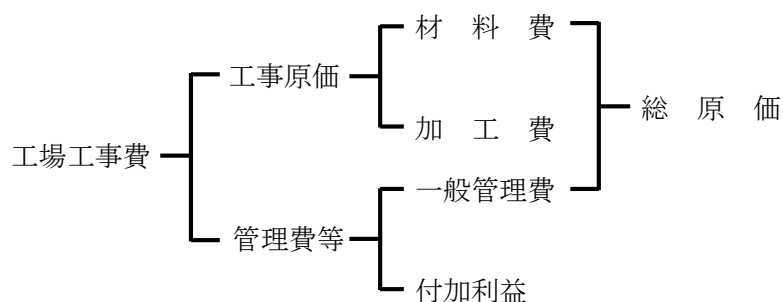 材　料　費
工事原価
総　原　価
加　工　費
工場工事費
一般管理費
管理費等
付加利益